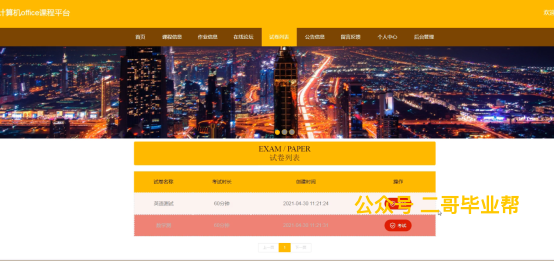 计算机office课程平台
首页 课程信息 作业信息 在线论坛 试卷列表 公告信息 留言反馈 个人中心 后台管理
EXAM / PAPER
试卷列表
试卷名称 考试时长 创建时间 操作
英语测试 60分钟 2021-04-30 11:21:24
2021-04-30 11:21:21 考试
公众号 二哥毕业帮
上一页 1 下一页